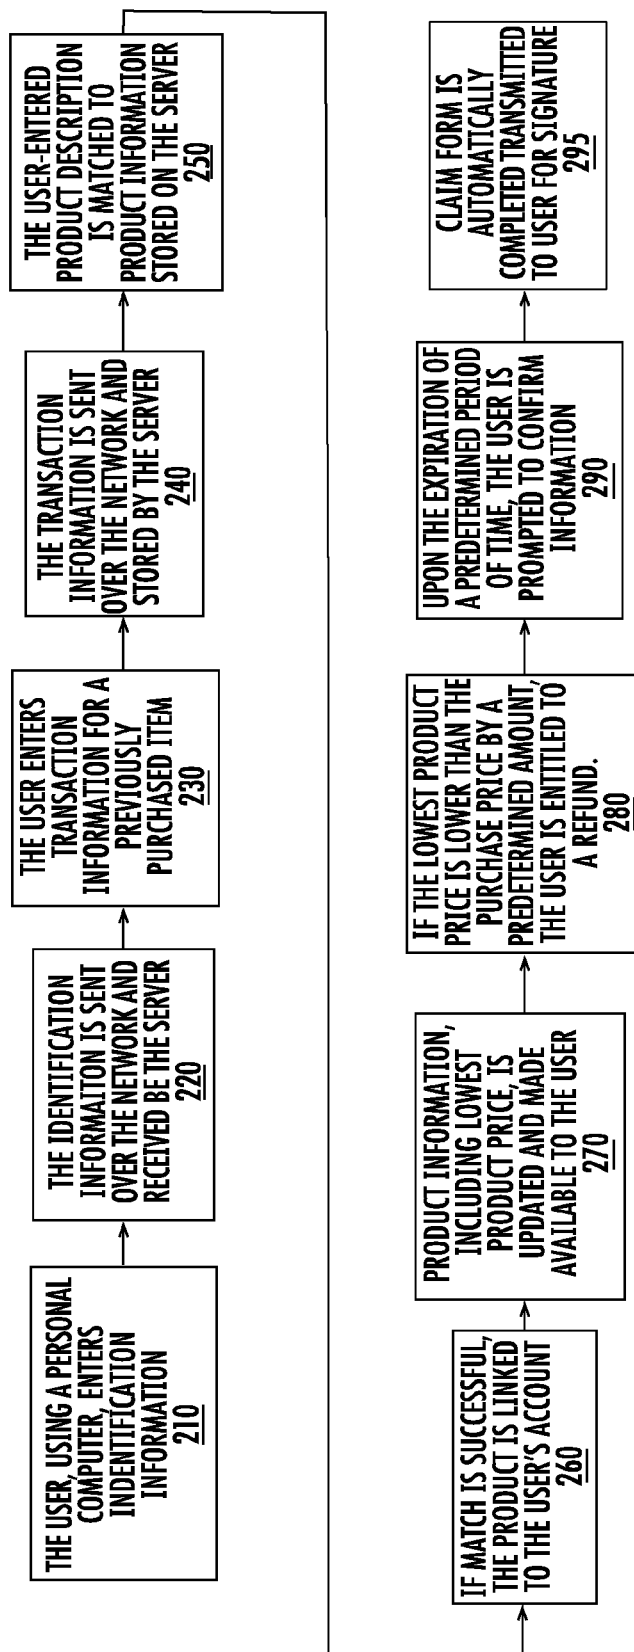 THE USER, USING A PERSONAL
COMPUTER, ENTERS
INDENTIFICATION
INFORMATION
210
THE IDENTIFICATION
INFORMAITION IS SENT
OVER THE NETWORK AND
RECEIVED BE THE SERVER
220
THE USER ENTERS
TRANSACTION
INFORMATION FOR A
PREVIOUSLY
PURCHASED ITEM
230
THE TRANSACTION
INFORMATION IS SENT
OVER THE NETWORK AND
STORED BY THE SERVER
240
THE USER-ENTERED
PRODUCT DESCRIPTION
IS MATCHED TO
PRODUCT INFORMATION
STORED ON THE SERVER
250
IF MATCH IS SUCCESSFUL,
THE PRODUCT IS LINKED
TO THE USER'S ACCOUNT
260
PRODUCT INFORMATION,
INCLUDING LOWEST
PRODUCT PRICE, IS
UPDATED AND MADE
AVAILABLE TO THE USER
270
IF THE LOWEST PRODUCT
PRICE IS LOWER THAN THE
PURCHASE PRICE BY A
PREDETERMINED AMOUNT,
THE USER IS ENTITLED TO
A REFUND.
280
UPON THE EXPIRATION OF
A PREDETERMINED PERIOD
OF TIME, THE USER IS
PROMPTED TO CONFIRM
INFORMATION
290
CLAIM FORM IS
AUTOMATICALLY
COMPLETED TRANSMITTED
TO USER FOR SIGNATURE
295